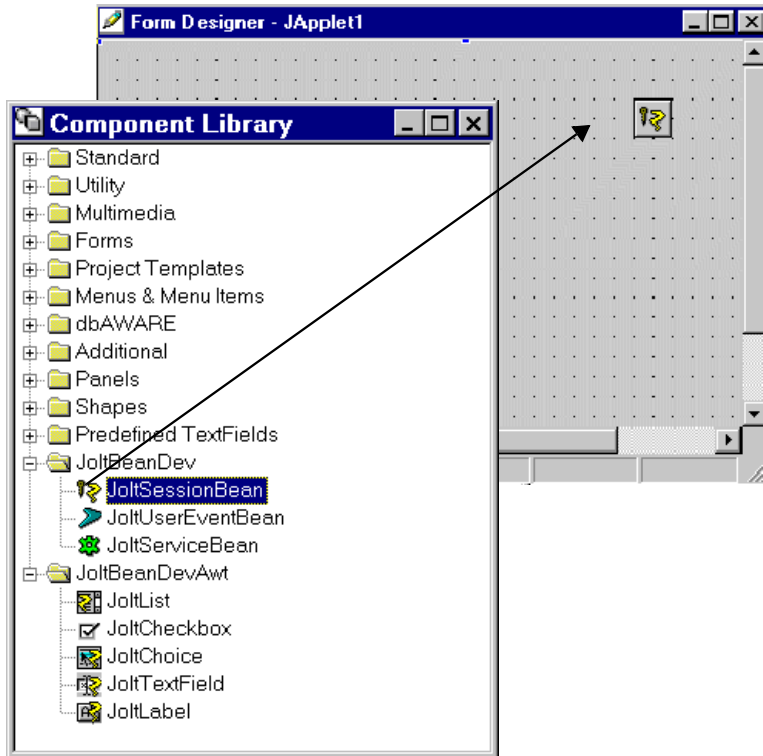 Form Designer - JApplet1
Component Library
Standard
Utility
Multimedia
Forms
Project Templates
Menus & Menu Items
dbAWARE
Additional
Panels
Shapes
Predefined TextFields
JoltBeanDev
JoltSessionBean
JoltUserEventBean
JoltServiceBean
JoltBeanDevAwt
JoltList
JoltCheckbox
JoltChoice
JoltTextField
JoltLabel